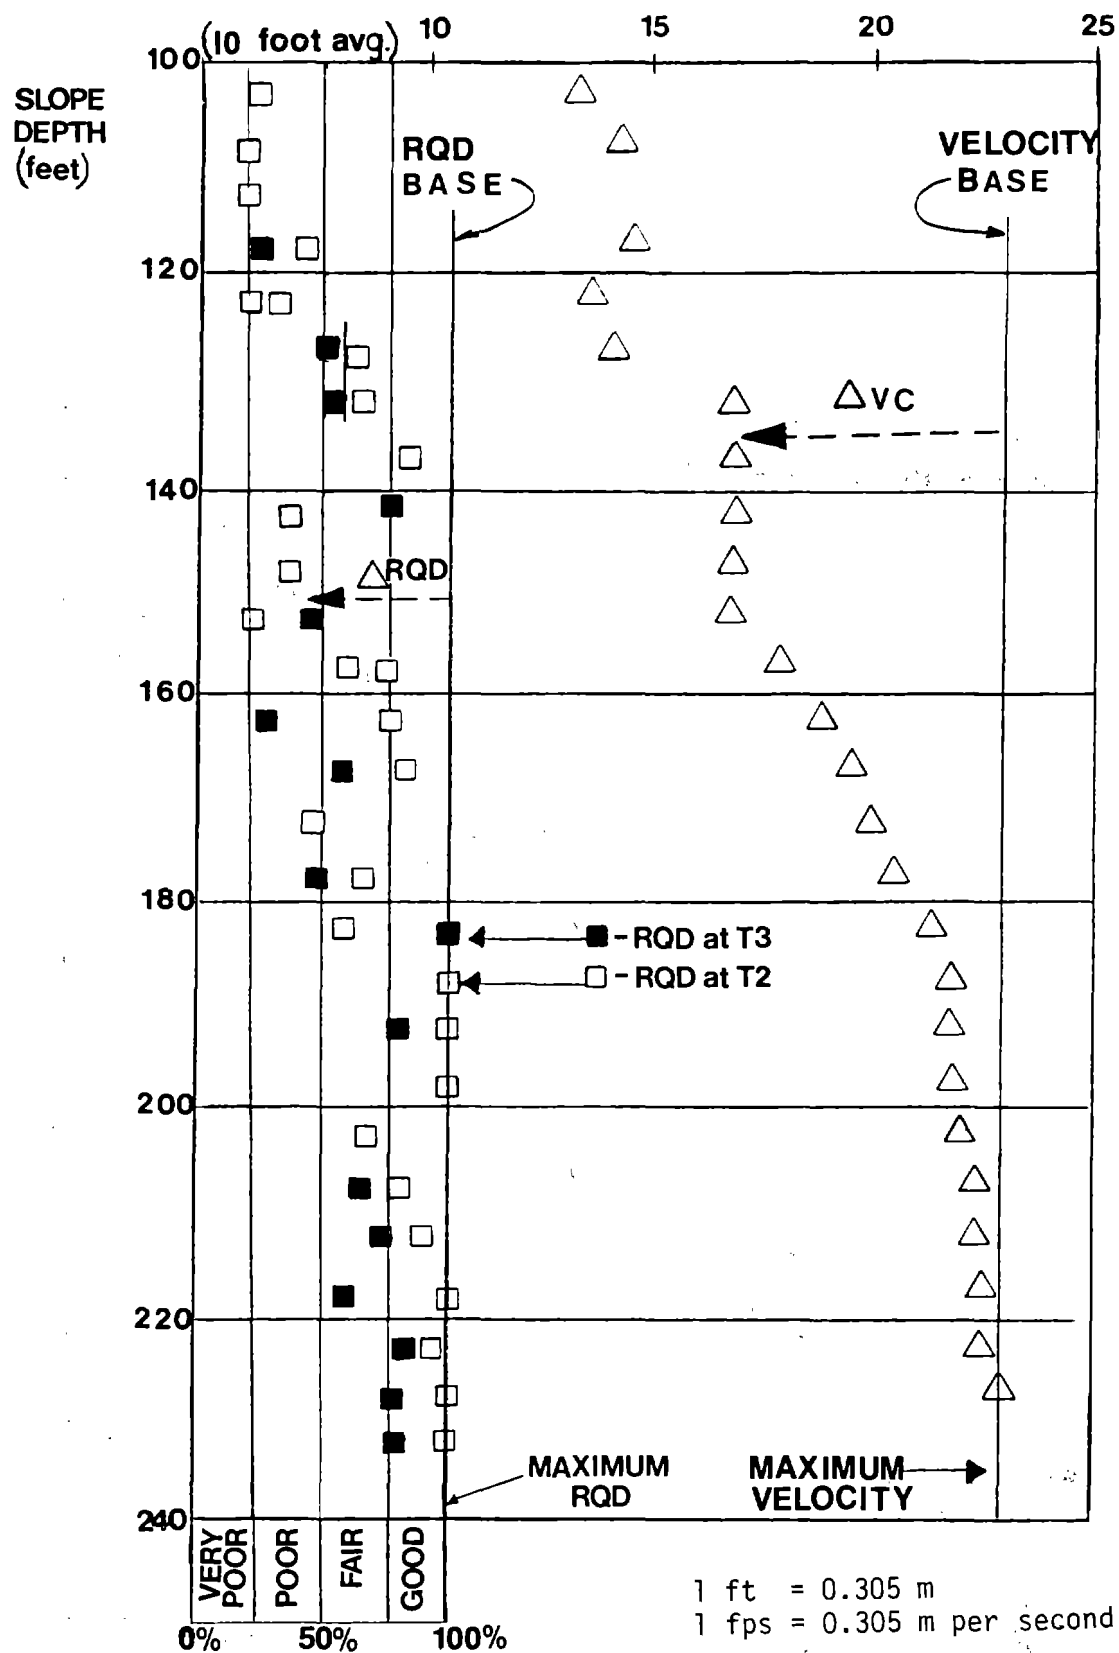 (10 foot avg.) 10 15 20 25
100
SLOPE
DEPTH
(feet)
RQD
BASE
VELOCITY
BASE
120
△VC
140
△RQD
160
180
■-RQD at T3
□-RQD at T2
200
220
MAXIMUM
RQD
MAXIMUM
VELOCITY
240
VERY
POOR
POOR
FAIR
GOOD
0% 50% 100%
1 ft = 0.305 m
1 fps = 0.305 m per second